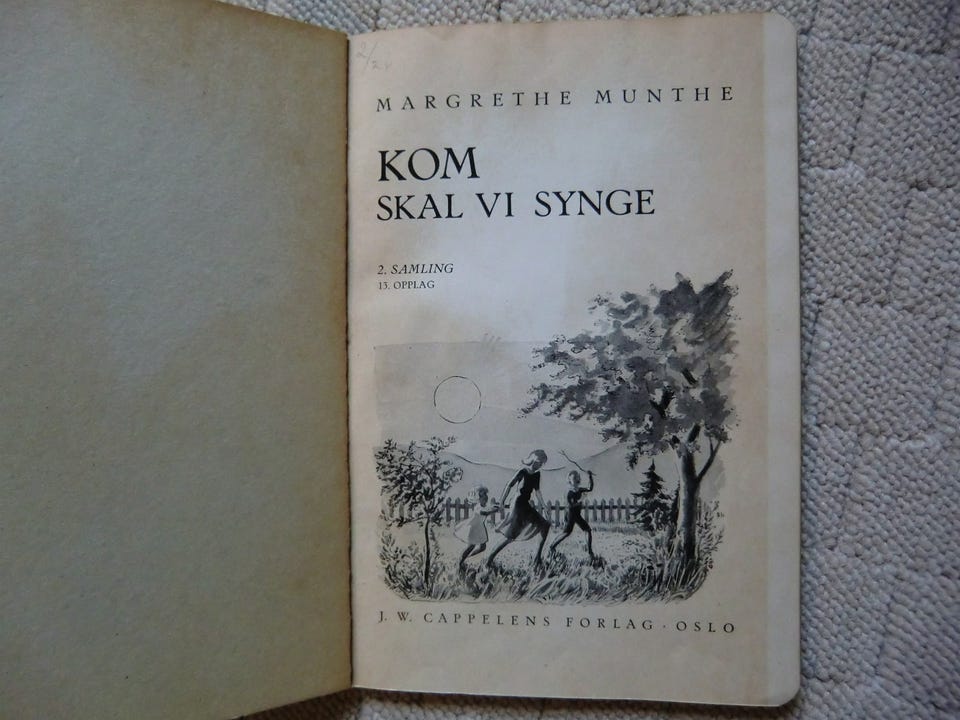 MARGRETHE MUNTHE
KOM
SKAL VI SYNGE
2. SAMLING
13. OPPLAG
J. W. CAPPELENS FORLAG · OSLO